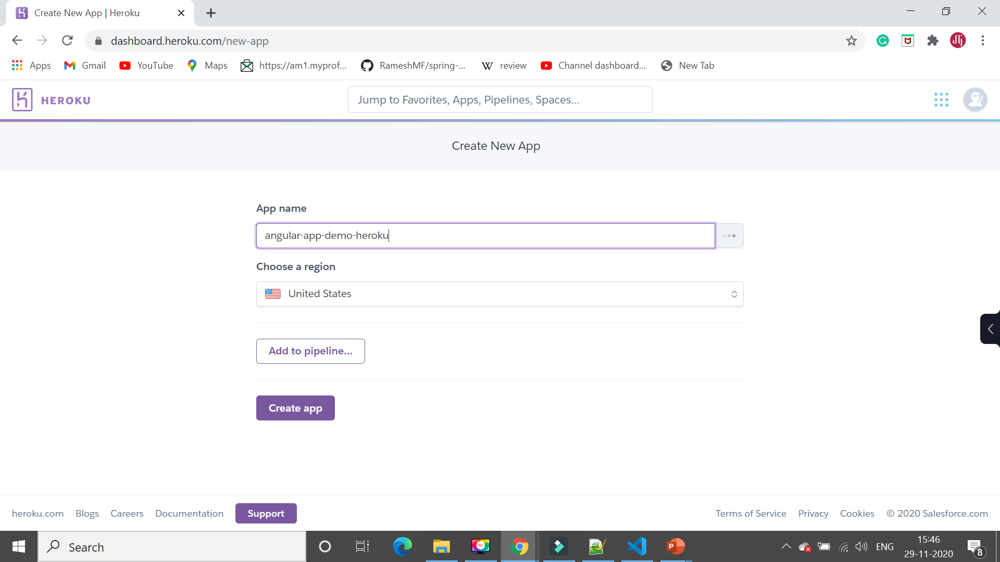 Create New App | Heroku
dashboard.heroku.com/new-app
Apps
Gmail
YouTube
Maps
https://am1.myprof...
RameshMF/spring-...
W review
Channel dashboard...
New Tab
HEROKU
Jump to Favorites, Apps, Pipelines, Spaces...
Create New App
App name
angular-app-demo-heroku
Choose a region
United States
Add to pipeline...
Create app
heroku.com
Blogs
Careers
Documentation
Support
Terms of Service
Privacy
Cookies
© 2020 Salesforce.com
Search
REC
P
ENG
15:46
29-11-2020
8